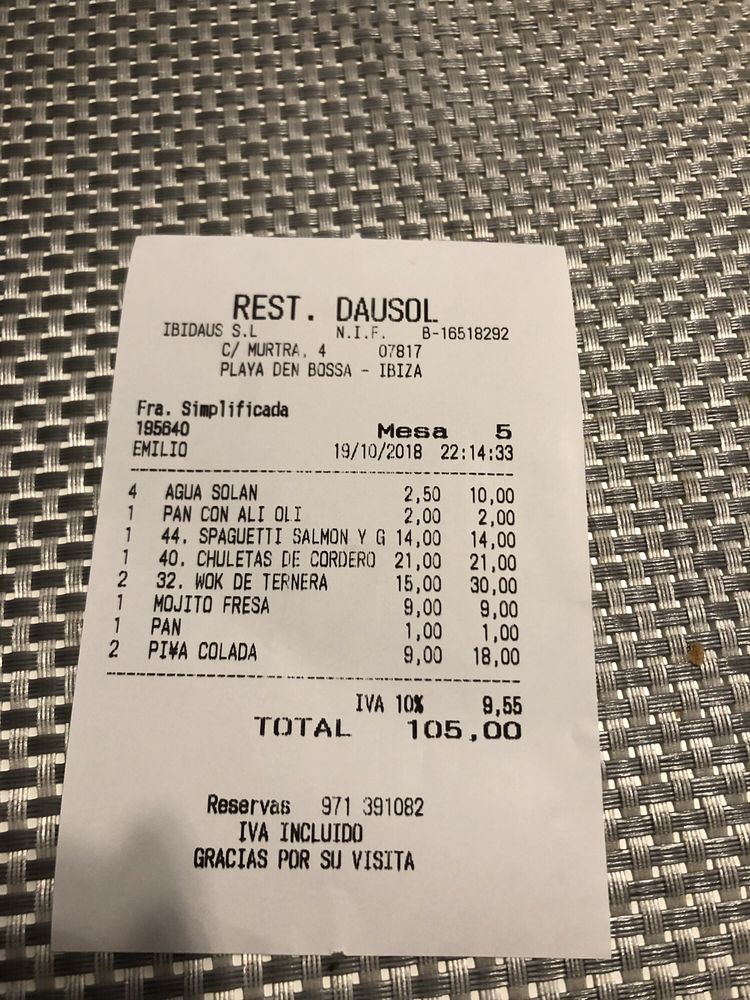 REST. DAUSOL
IBIDAUS S.L N.I.F. B-16518292
C/ MURTRA, 4 07817
PLAYA DEN BOSSA - IBIZA
Fra. Simplificada
195640 Mesa 5
EMILIO 19/10/2018 22:14:33
4 AGUA SOLAN 2,50 10,00
1 PAN CON ALI OLI 2,00 2,00
1 44. SPAGUETTI SALMON Y G 14,00 14,00
1 40. CHULETAS DE CORDERO 21,00 21,00
2 32. WOK DE TERNERA 15,00 30,00
1 MOJITO FRESA 9,00 9,00
1 PAN 1,00 1,00
2 PI¥A COLADA 9,00 18,00
IVA 10% 9,55
TOTAL 105,00
Reservas 971 391082
IVA INCLUIDO
GRACIAS POR SU VISITA